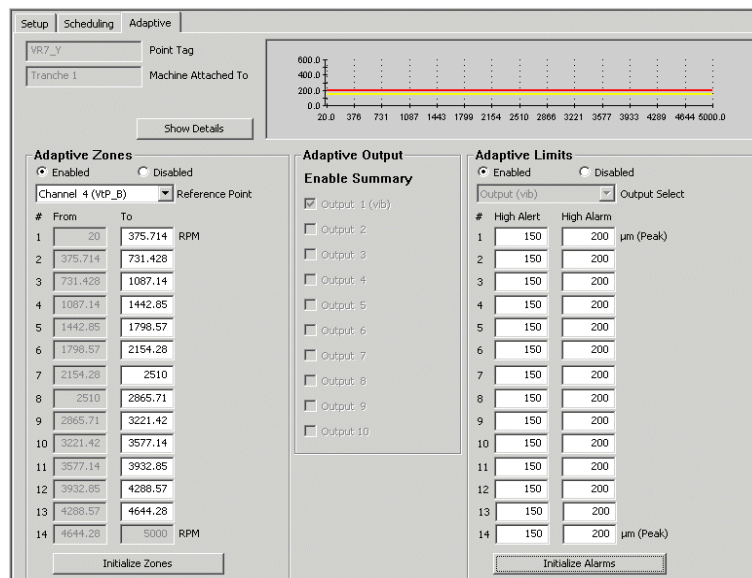 Setup Scheduling Adaptive
VR7_Y Point Tag
Tranche 1 Machine Attached To
Show Details
600.0
400.0
200.0
0.0
20.0 376 731 1087 1443 1799 2154 2510 2866 3221 3577 3933 4289 4644 5000.0
Adaptive Zones
Enabled Disabled
Channel 4 (VtP_B) Reference Point
# From To
1 20 375.714 RPM
2 375.714 731.428
3 731.428 1087.14
4 1087.14 1442.85
5 1442.85 1798.57
6 1798.57 2154.28
7 2154.28 2510
8 2510 2865.71
9 2865.71 3221.42
10 3221.42 3577.14
11 3577.14 3932.85
12 3932.85 4288.57
13 4288.57 4644.28
14 4644.28 5000 RPM
Initialize Zones
Adaptive Output
Enable Summary
Output 1 (vib)
Output 2
Output 3
Output 4
Output 5
Output 6
Output 7
Output 8
Output 9
Output 10
Adaptive Limits
Enabled Disabled
Output (vib) Output Select
# High Alert High Alarm
1 150 200 µm (Peak)
2 150 200
3 150 200
4 150 200
5 150 200
6 150 200
7 150 200
8 150 200
9 150 200
10 150 200
11 150 200
12 150 200
13 150 200
14 150 200 µm (Peak)
Initialize Alarms